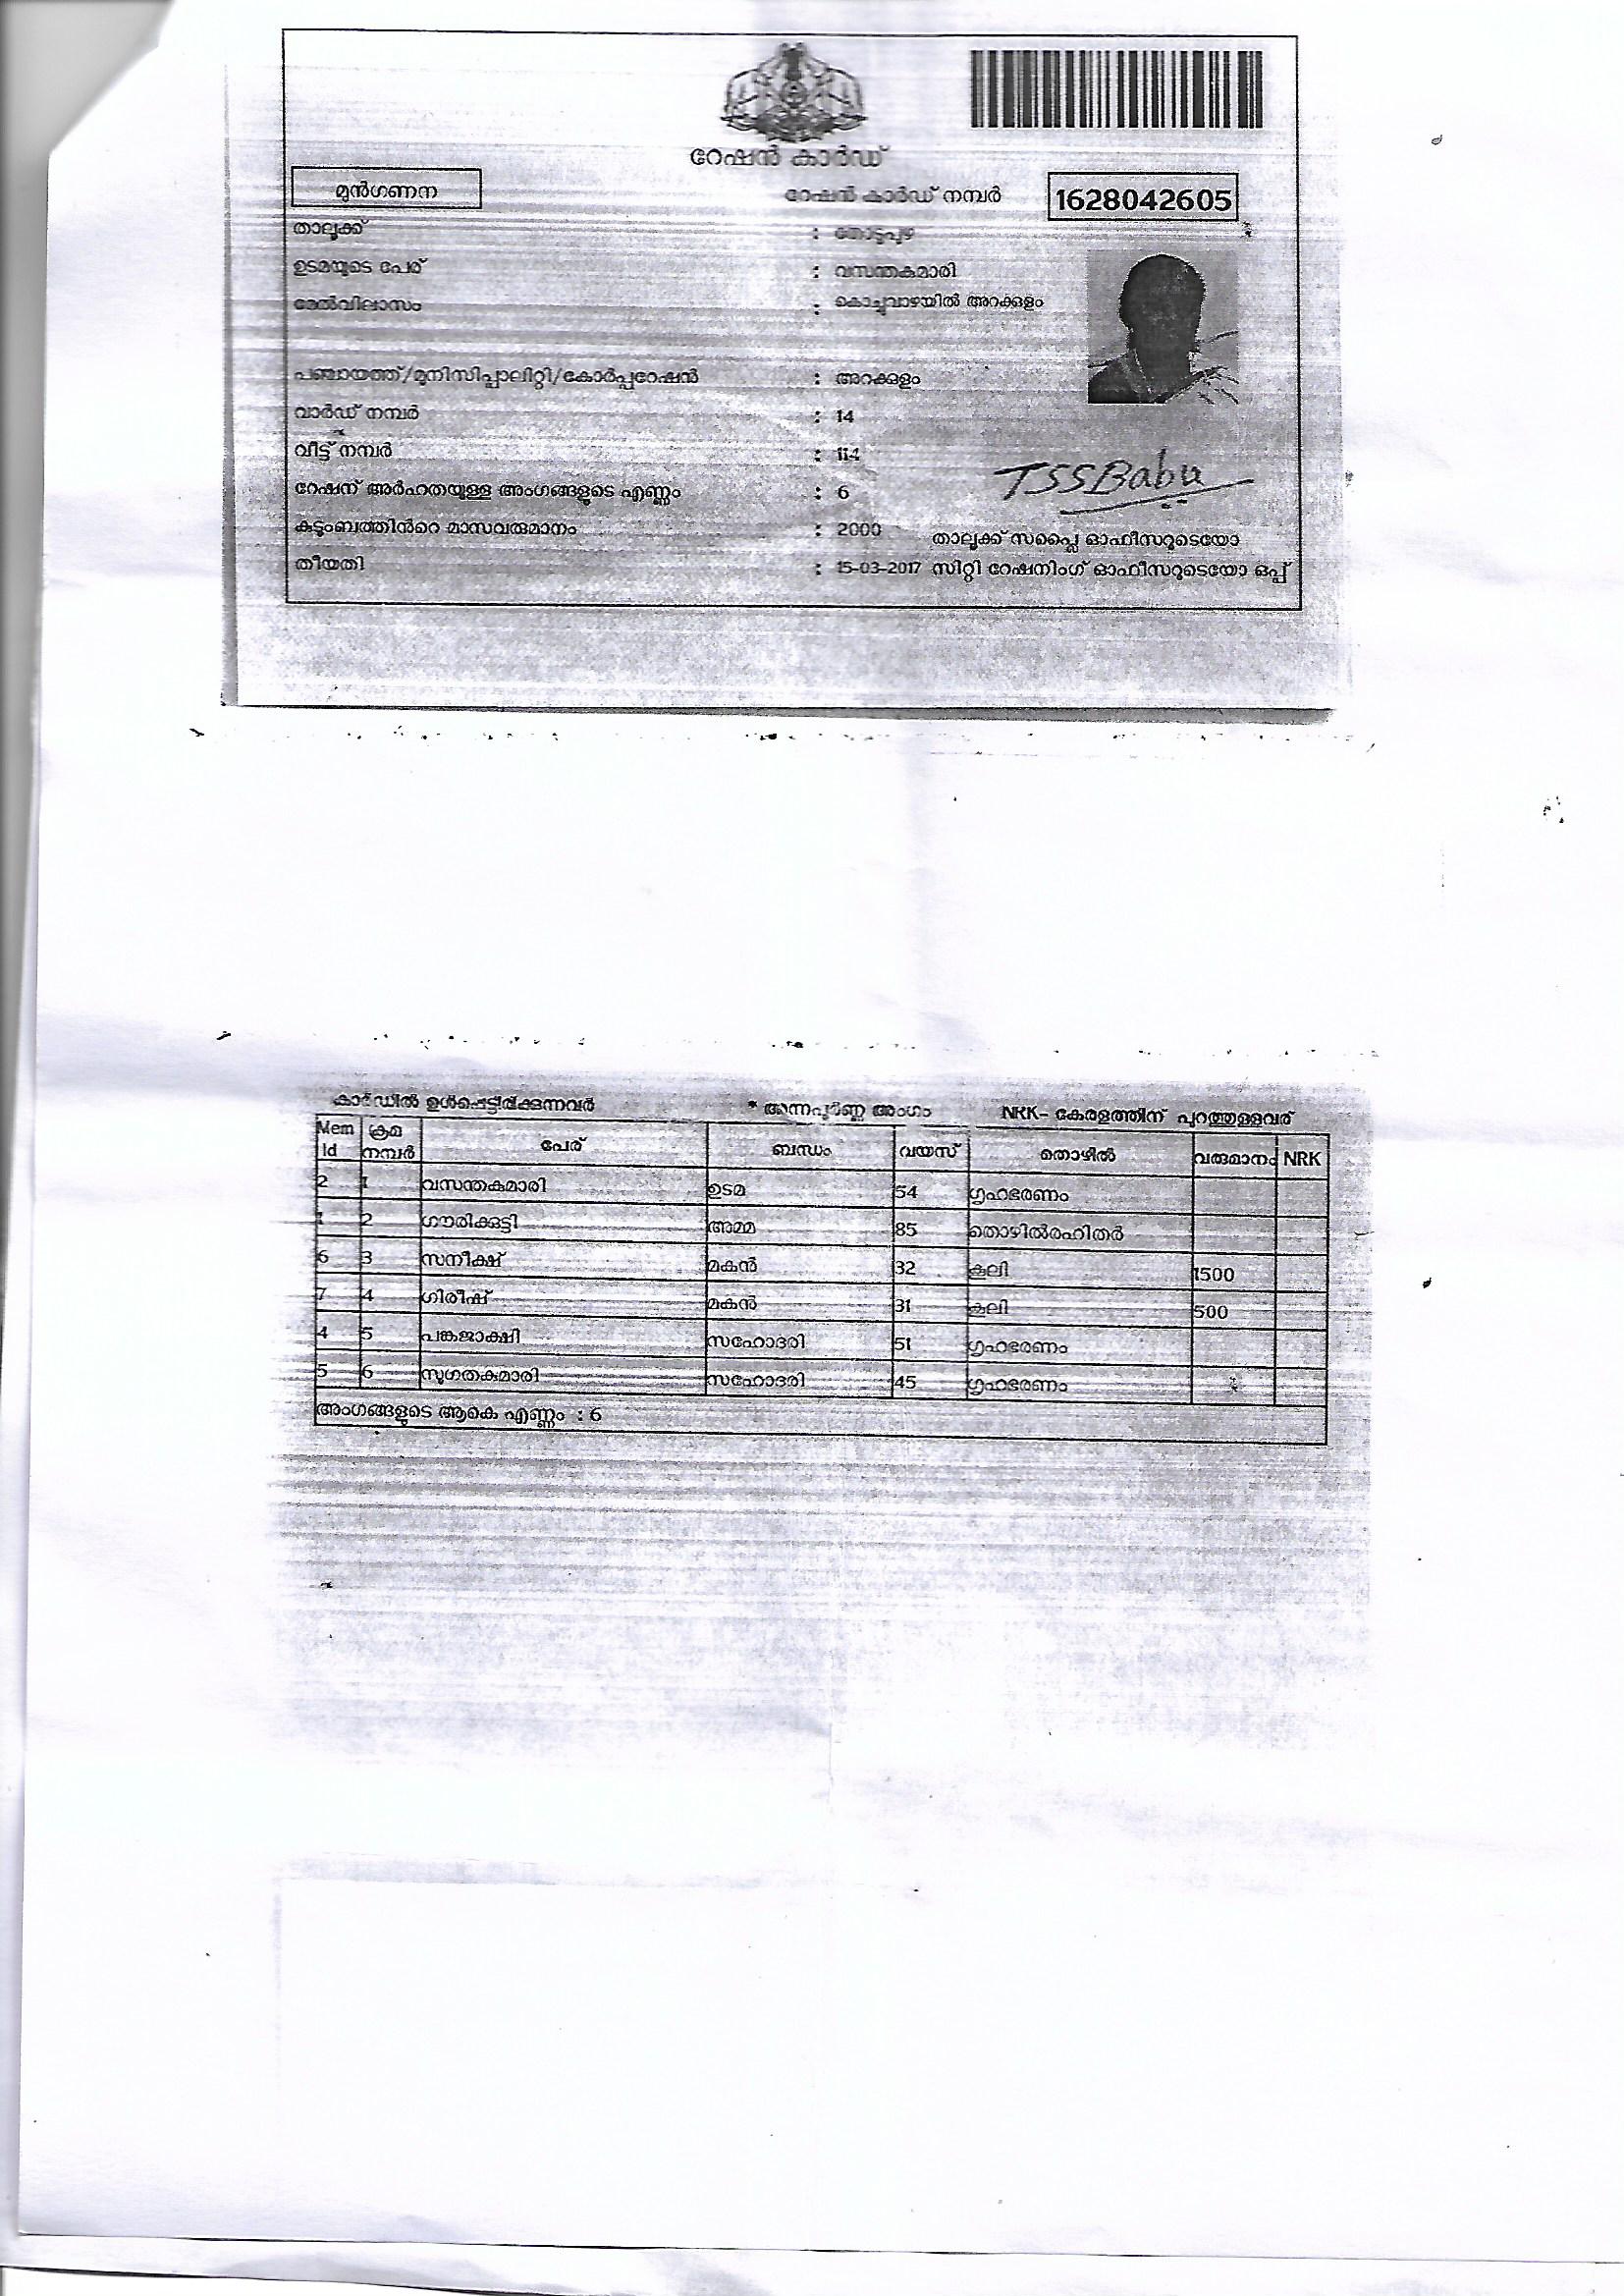 റേഷൻ കാർഡ്
മുൻഗണന റേഷൻ കാർഡ് നമ്പർ 1628042605
താലൂക്ക് : തൊടുപുഴ
ഉടമയുടെ പേര് : വസന്തകുമാരി
മേൽവിലാസം : കൊച്ചുവാഴയിൽ അറക്കുളം
പഞ്ചായത്ത്/മുനിസിപ്പാലിറ്റി/കോർപ്പറേഷൻ : അറക്കുളം
വാർഡ് നമ്പർ : 14
വീട്ട് നമ്പർ : 114
TSSBabu
റേഷന് അർഹതയുള്ള അംഗങ്ങളുടെ എണ്ണം : 6
കുടുംബത്തിൻറെ മാസവരുമാനം : 2000 താലൂക്ക് സപ്ലൈ ഓഫീസറുടെയോ
തീയതി : 15-03-2017 സിറ്റി റേഷനിംഗ് ഓഫീസറുടെയോ ഒപ്പ്
കാർഡിൽ ഉൾപ്പെട്ടിരിക്കുന്നവർ * അന്നപൂർണ്ണ അംഗം NRK- കേരളത്തിന് പുറത്തുള്ളവര്
Mem Id ക്രമ നമ്പർ പേര് ബന്ധം വയസ് തൊഴിൽ വരുമാനം NRK
2 1 വസന്തകുമാരി ഉടമ 54 ഗൃഹഭരണം
1 2 ഗൗരിക്കുട്ടി അമ്മ 85 തൊഴിൽരഹിതർ
6 3 സനീക്ഷ് മകൻ 32 കൂലി 1500
7 4 ഗിരീഷ് മകൻ 31 കൂലി 500
4 5 പങ്കജാക്ഷി സഹോദരി 51 ഗൃഹഭരണം
5 6 സുഗതകുമാരി സഹോദരി 45 ഗൃഹഭരണം
അംഗങ്ങളുടെ ആകെ എണ്ണം : 6